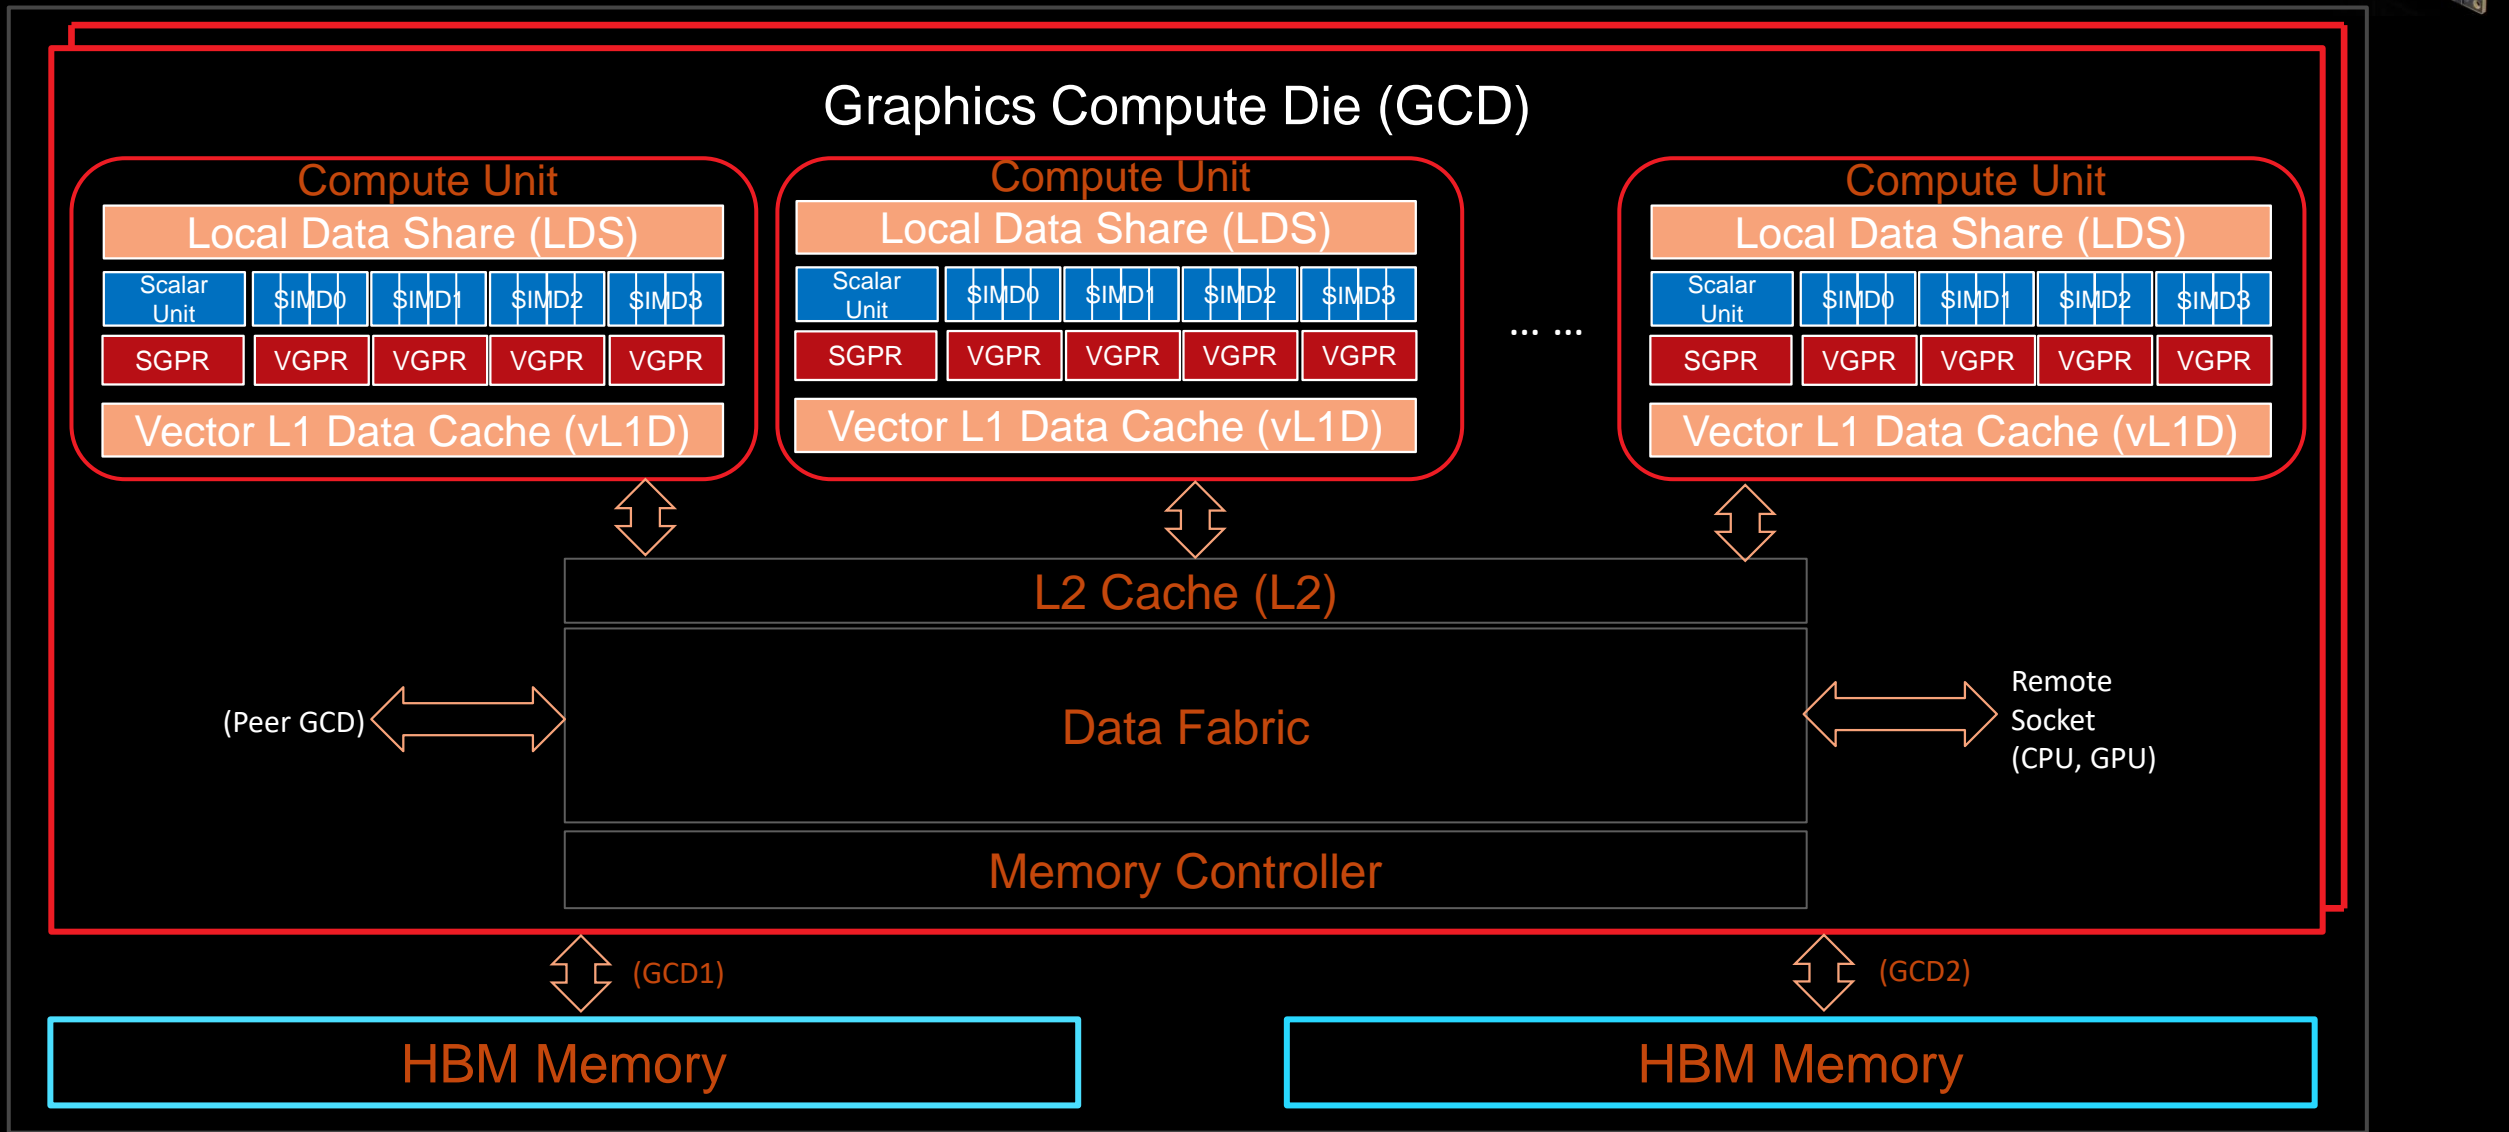 Graphics Compute Die (GCD)
Compute Unit
Local Data Share (LDS)
Scalar
Unit
SIMD0
SIMD1
SIMD2
SIMD3
SGPR
VGPR
VGPR
VGPR
VGPR
Vector L1 Data Cache (vL1D)
Compute Unit
Local Data Share (LDS)
Scalar
Unit
SIMD0
SIMD1
SIMD2
SIMD3
SGPR
VGPR
VGPR
VGPR
VGPR
Vector L1 Data Cache (vL1D)
... ...
Compute Unit
Local Data Share (LDS)
Scalar
Unit
SIMD0
SIMD1
SIMD2
SIMD3
SGPR
VGPR
VGPR
VGPR
VGPR
Vector L1 Data Cache (vL1D)
L2 Cache (L2)
(Peer GCD)
Data Fabric
Remote
Socket
(CPU, GPU)
Memory Controller
(GCD1)
(GCD2)
HBM Memory
HBM Memory